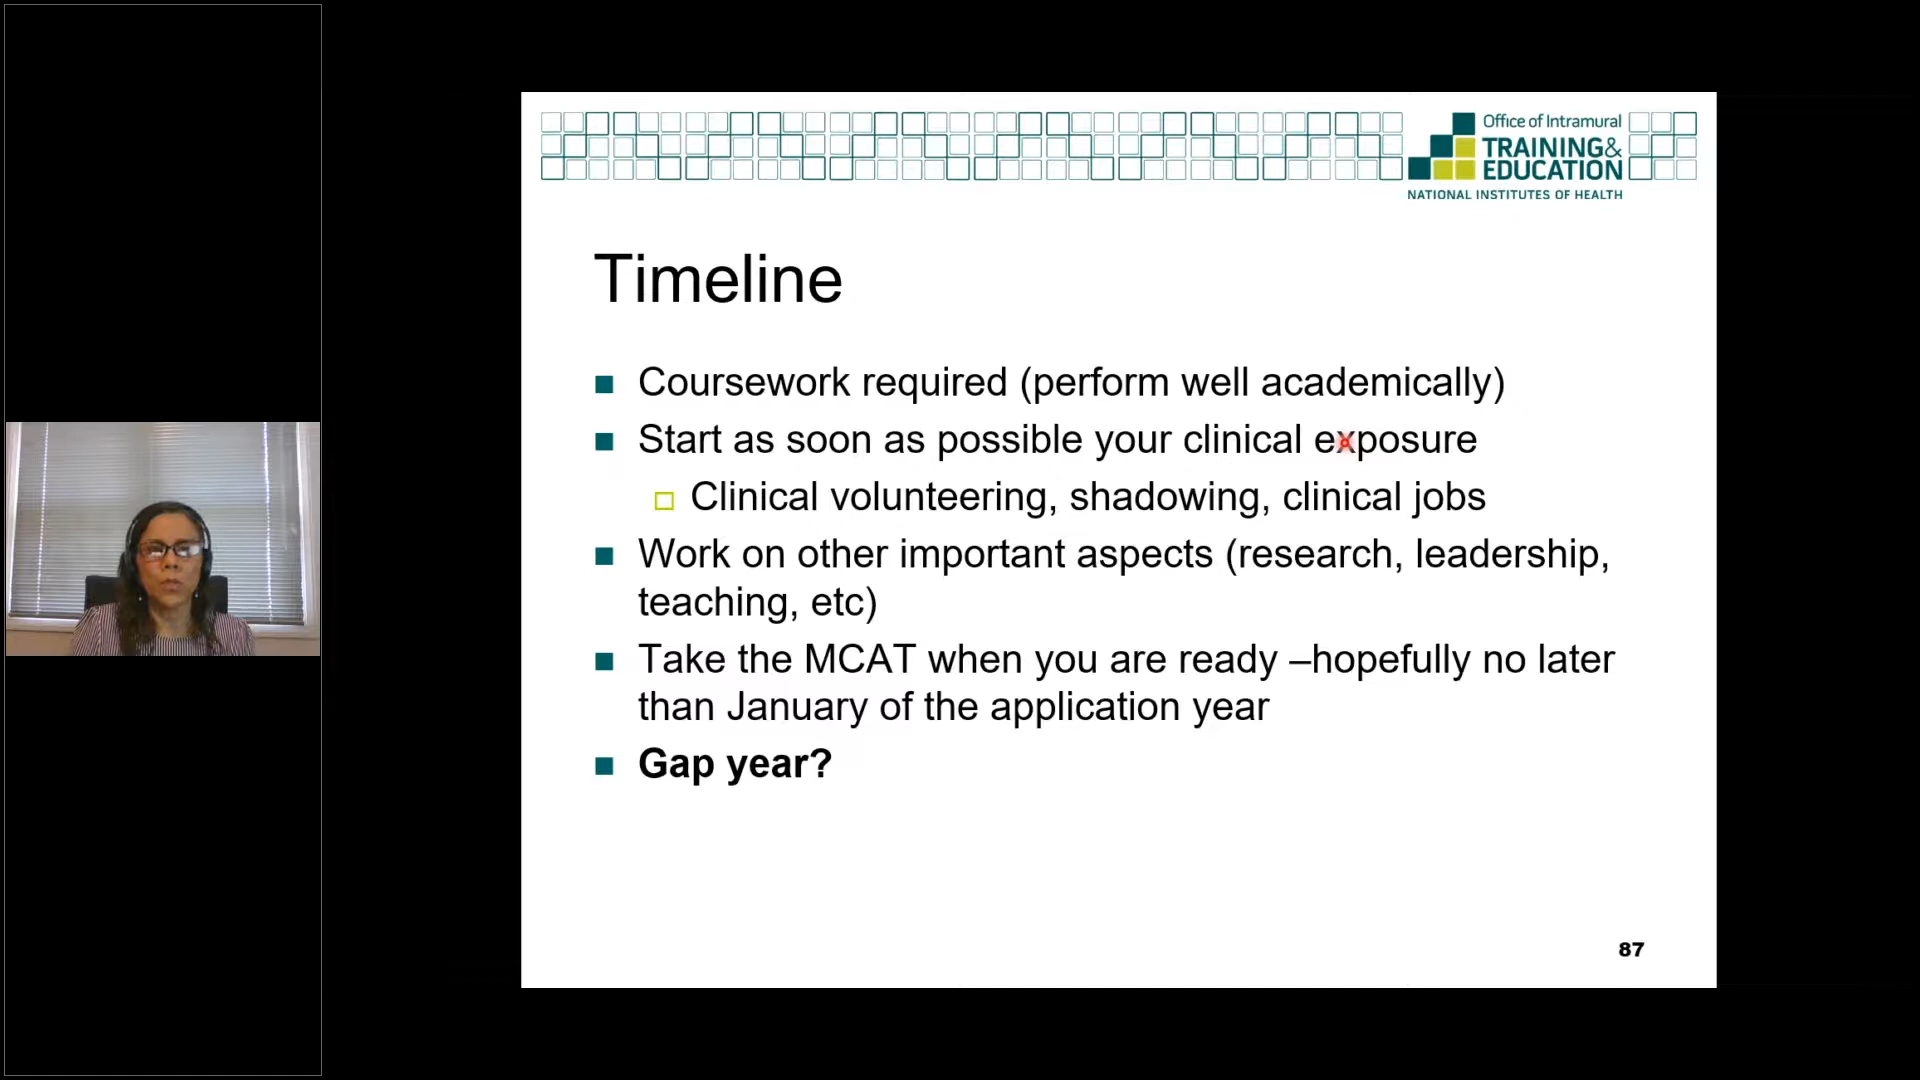 Office of Intramural
TRAINING&
EDUCATION
NATIONAL INSTITUTES OF HEALTH
Timeline
Coursework required (perform well academically)
Start as soon as possible your clinical exposure
Clinical volunteering, shadowing, clinical jobs
Work on other important aspects (research, leadership,
teaching, etc)
Take the MCAT when you are ready –hopefully no later
than January of the application year
Gap year?
87